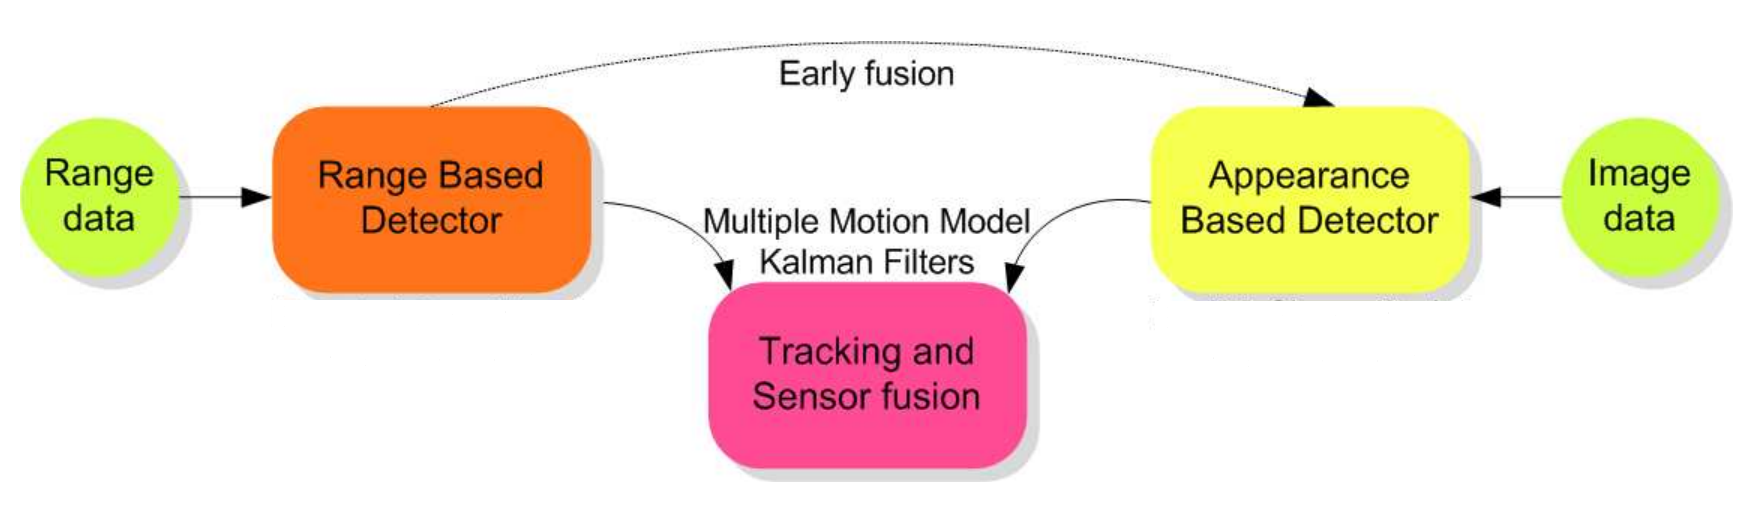 Early fusion
Range
data
Range Based
Detector
Multiple Motion Model
Kalman Filters
Appearance
Based Detector
Image
data
Tracking and
Sensor fusion